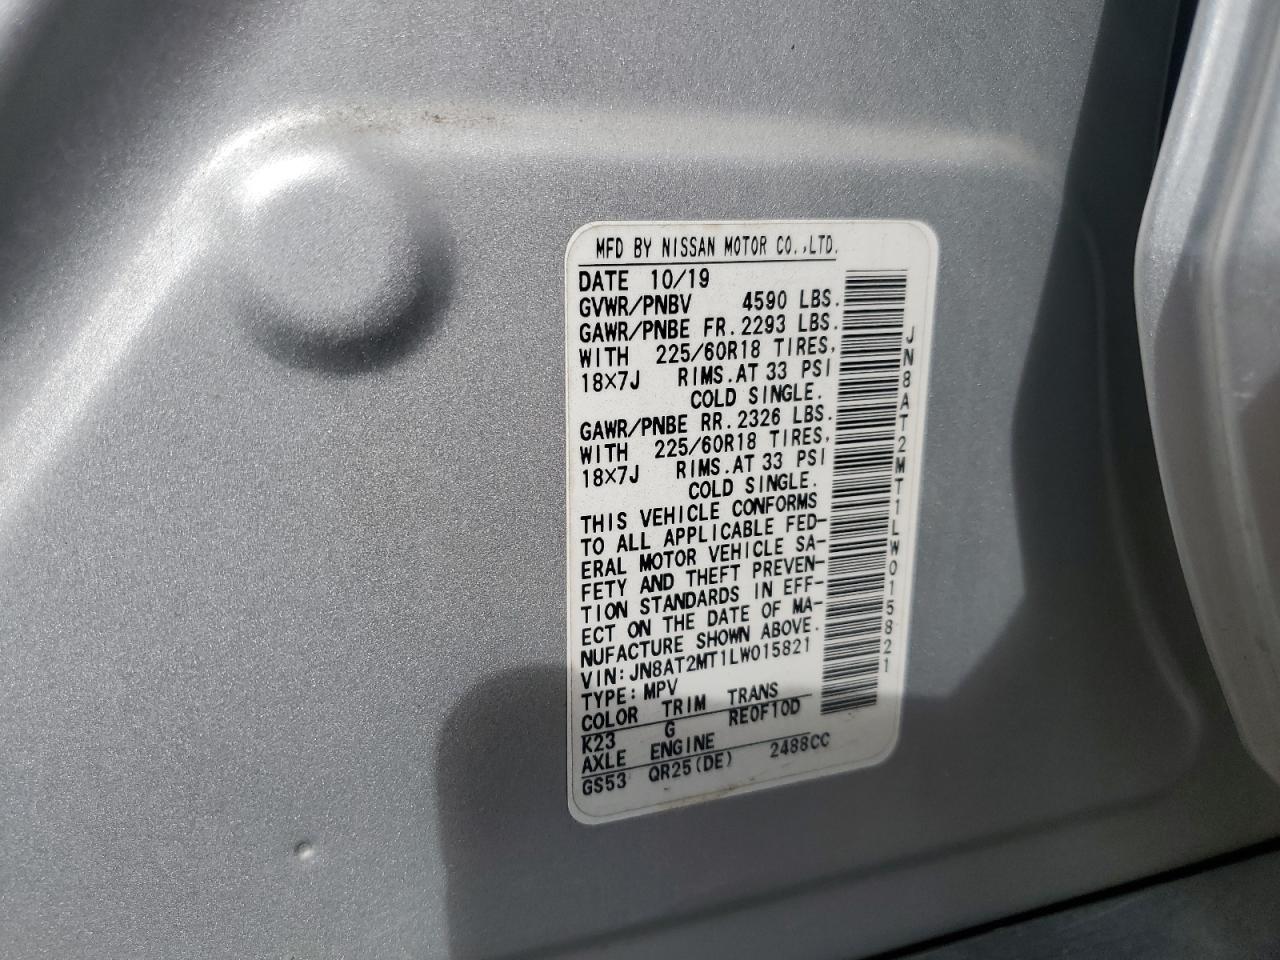 MFD BY NISSAN MOTOR CO.,LTD.
DATE 10/19
GVWR/PNBV 4590 LBS.
GAWR/PNBE FR. 2293 LBS.
WITH 225/60R18 TIRES,
18×7J RIMS. AT 33 PSI
COLD SINGLE.
GAWR/PNBE RR. 2326 LBS.
WITH 225/60R18 TIRES,
18×7J RIMS. AT 33 PSI
COLD SINGLE.
THIS VEHICLE CONFORMS
TO ALL APPLICABLE FED-
ERAL MOTOR VEHICLE SA-
FETY AND THEFT PREVEN-
TION STANDARDS IN EFF-
ECT ON THE DATE OF MA-
NUFACTURE SHOWN ABOVE.
VIN: JN8AT2MT1LW015821
TYPE: MPV
COLOR TRIM TRANS
K23 G RE0F10D
AXLE ENGINE
GS53 QR25(DE) 2488CC
JN8AT2MT1LW015821